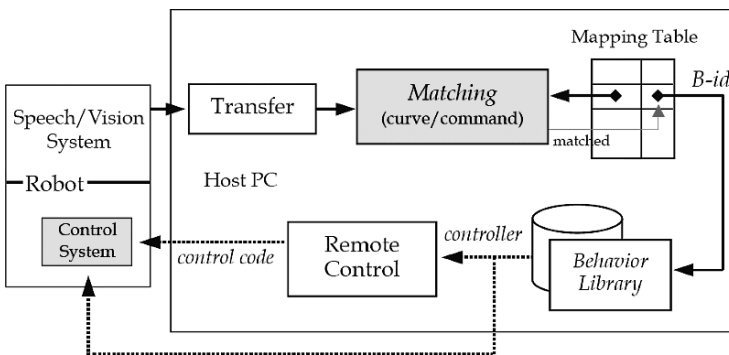 Mapping Table
Speech/Vision
System
Transfer
Matching
(curve/command)
B-id
matched
Robot
Host PC
Control
System
control code
Remote
Control
controller
Behavior
Library